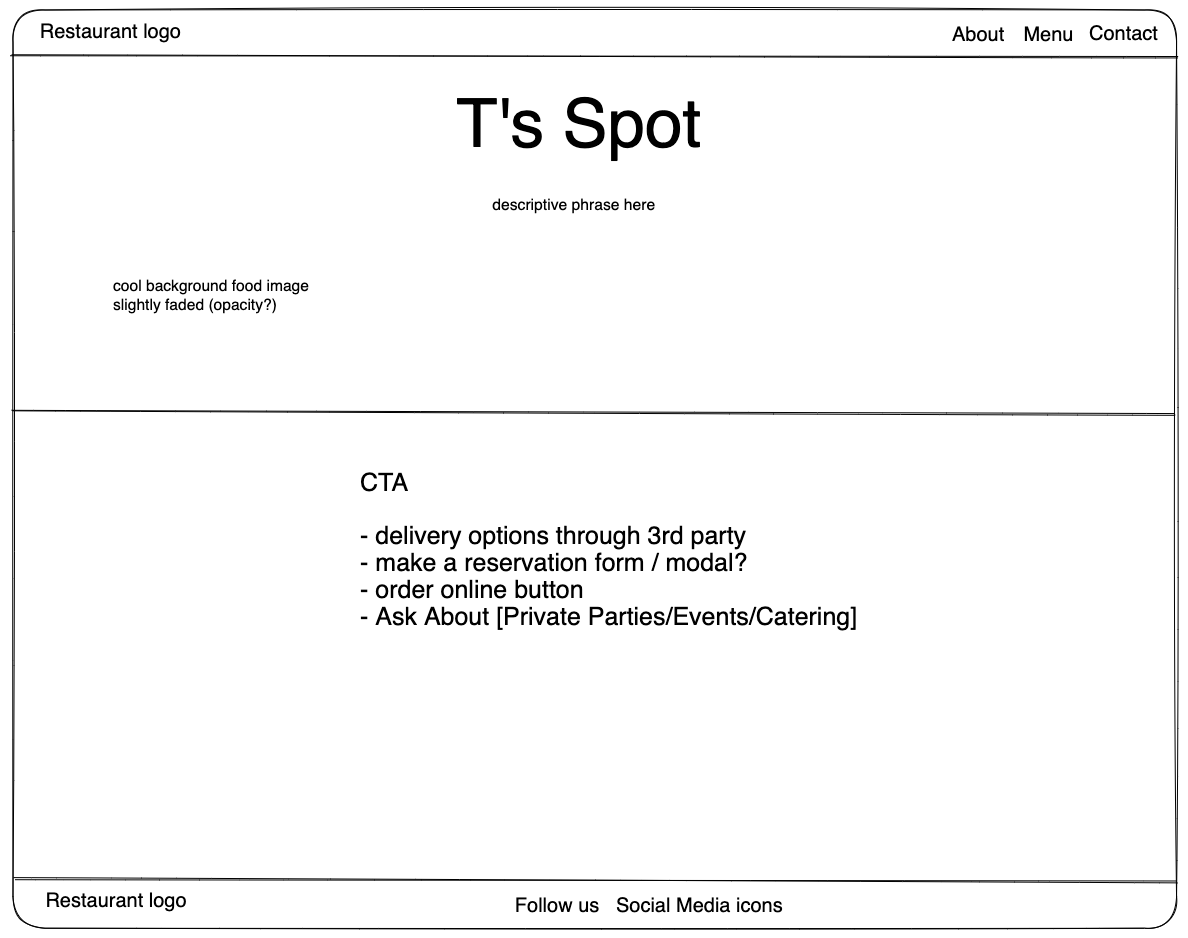 Restaurant logo
About Menu Contact
T's Spot
descriptive phrase here
cool background food image
slightly faded (opacity?)
CTA
- delivery options through 3rd party
- make a reservation form / modal?
- order online button
- Ask About [Private Parties/Events/Catering]
Restaurant logo
Follow us Social Media icons